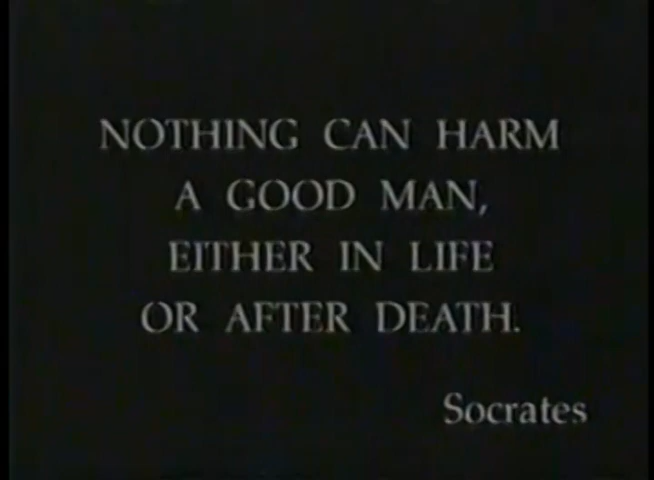 NOTHING CAN HARM
A GOOD MAN,
EITHER IN LIFE
OR AFTER DEATH.
Socrates